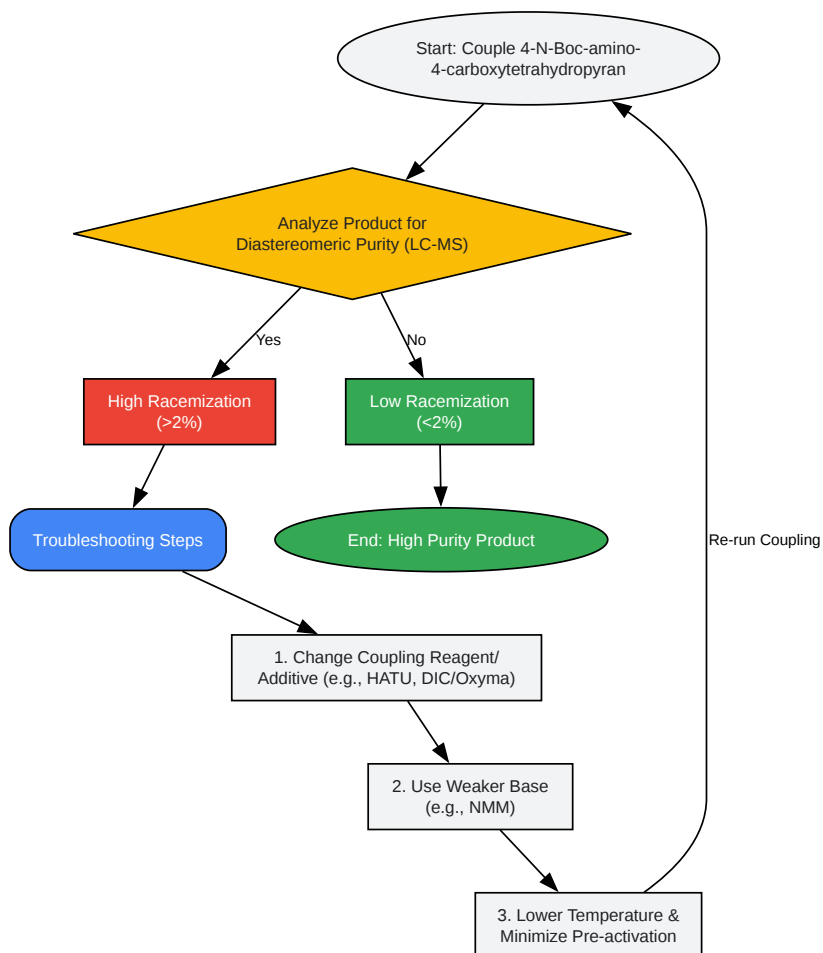 Start: Couple 4-N-Boc-amino-
4-carboxytetrahydropyran
Analyze Product for
Diastereomeric Purity (LC-MS)
Yes
No
High Racemization
(>2%)
Low Racemization
(<2%)
Troubleshooting Steps
End: High Purity Product
Re-run Coupling
1. Change Coupling Reagent/
Additive (e.g., HATU, DIC/Oxyma)
2. Use Weaker Base
(e.g., NMM)
3. Lower Temperature &
Minimize Pre-activation